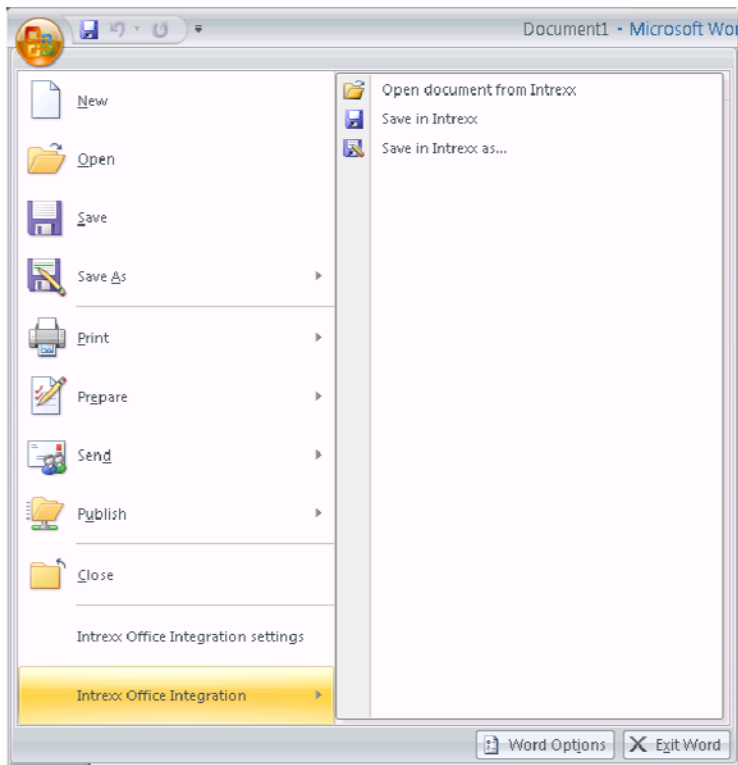 Document1 - Microsoft Wor
New
Open
Save
Save As
Print
Prepare
Send
Publish
Close
Intrexx Office Integration settings
Intrexx Office Integration
Open document from Intrexx
Save in Intrexx
Save in Intrexx as...
Word Options
Exit Word